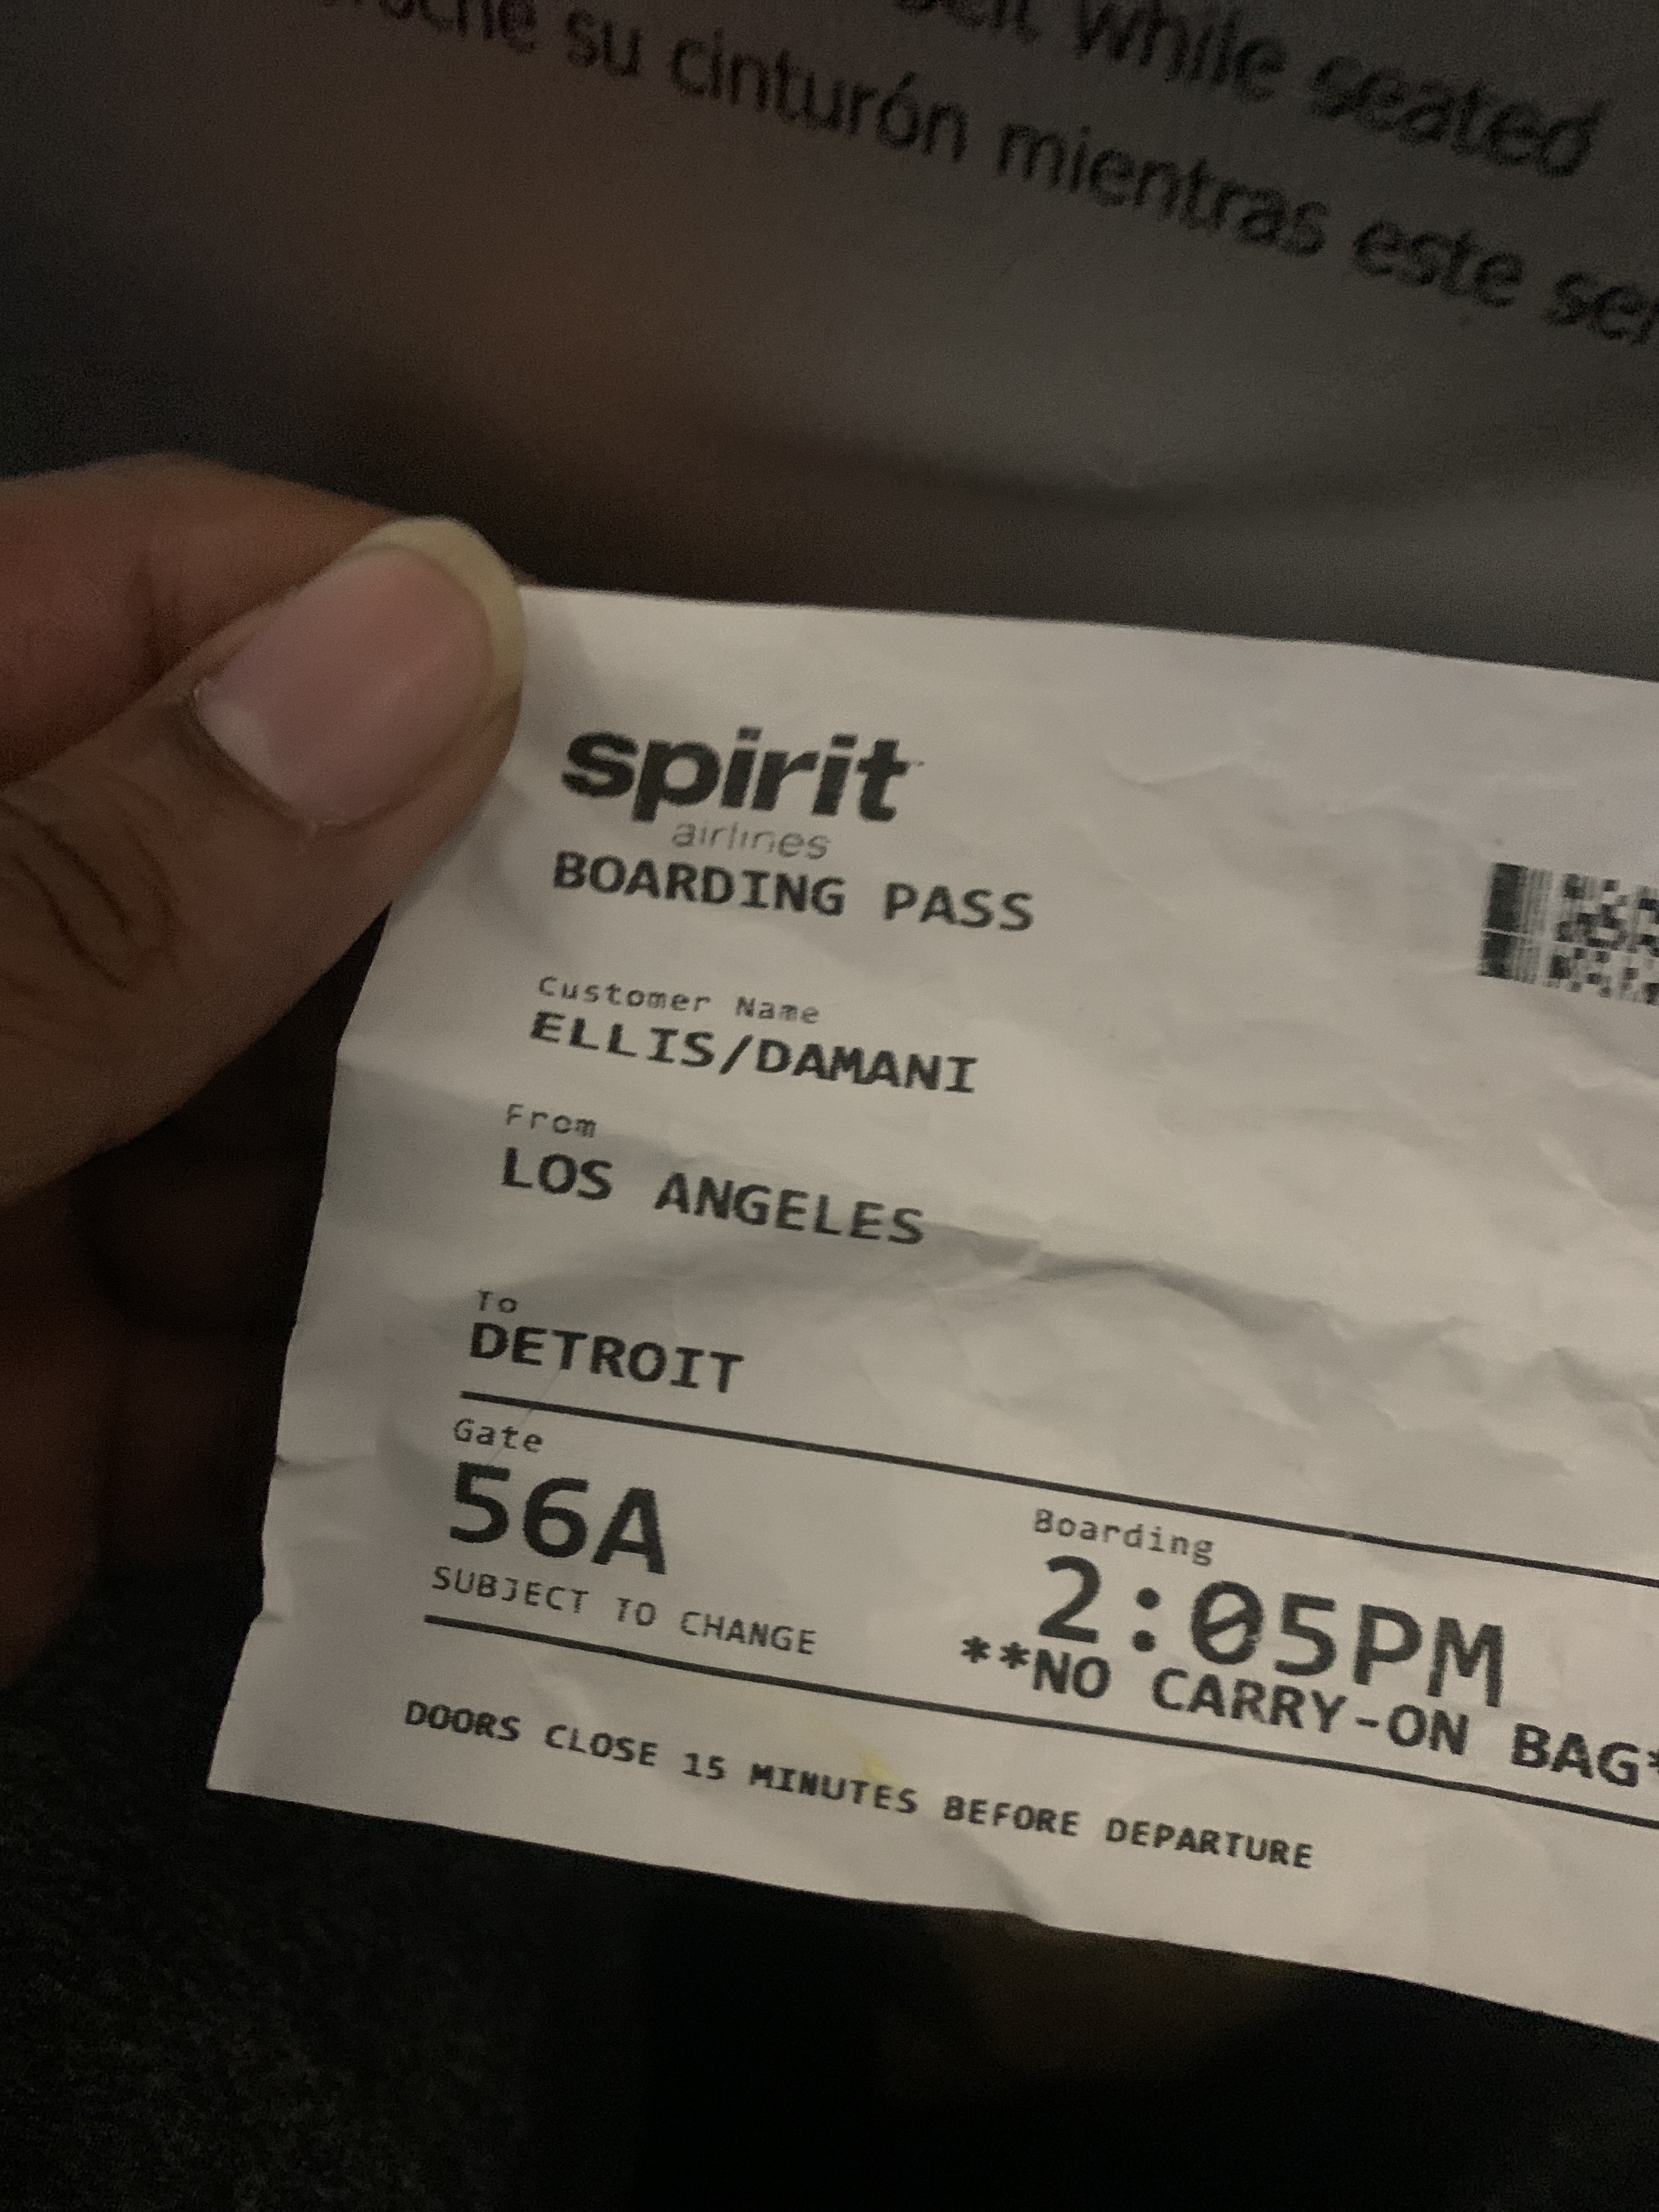 belt while seated
su cinturón mientras este
spirit
airlines
BOARDING PASS
Customer Name
ELLIS/DAMANI
From
LOS ANGELES
To
DETROIT
Gate
56A
SUBJECT TO CHANGE
Boarding
2:05PM
**NO CARRY-ON BAG*
DOORS CLOSE 15 MINUTES BEFORE DEPARTURE